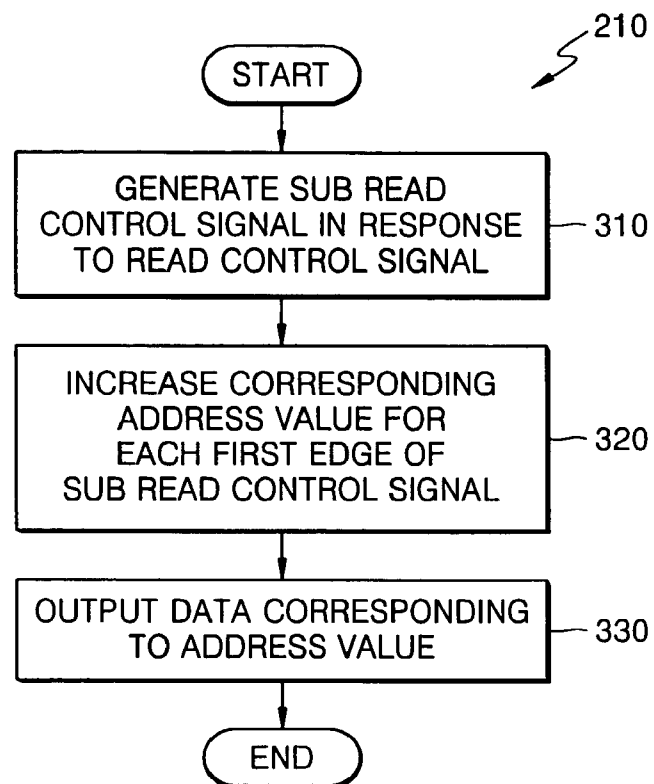 210
START
GENERATE SUB READ
CONTROL SIGNAL IN RESPONSE
TO READ CONTROL SIGNAL
310
INCREASE CORRESPONDING
ADDRESS VALUE FOR
EACH FIRST EDGE OF
SUB READ CONTROL SIGNAL
320
OUTPUT DATA CORRESPONDING
TO ADDRESS VALUE
330
END